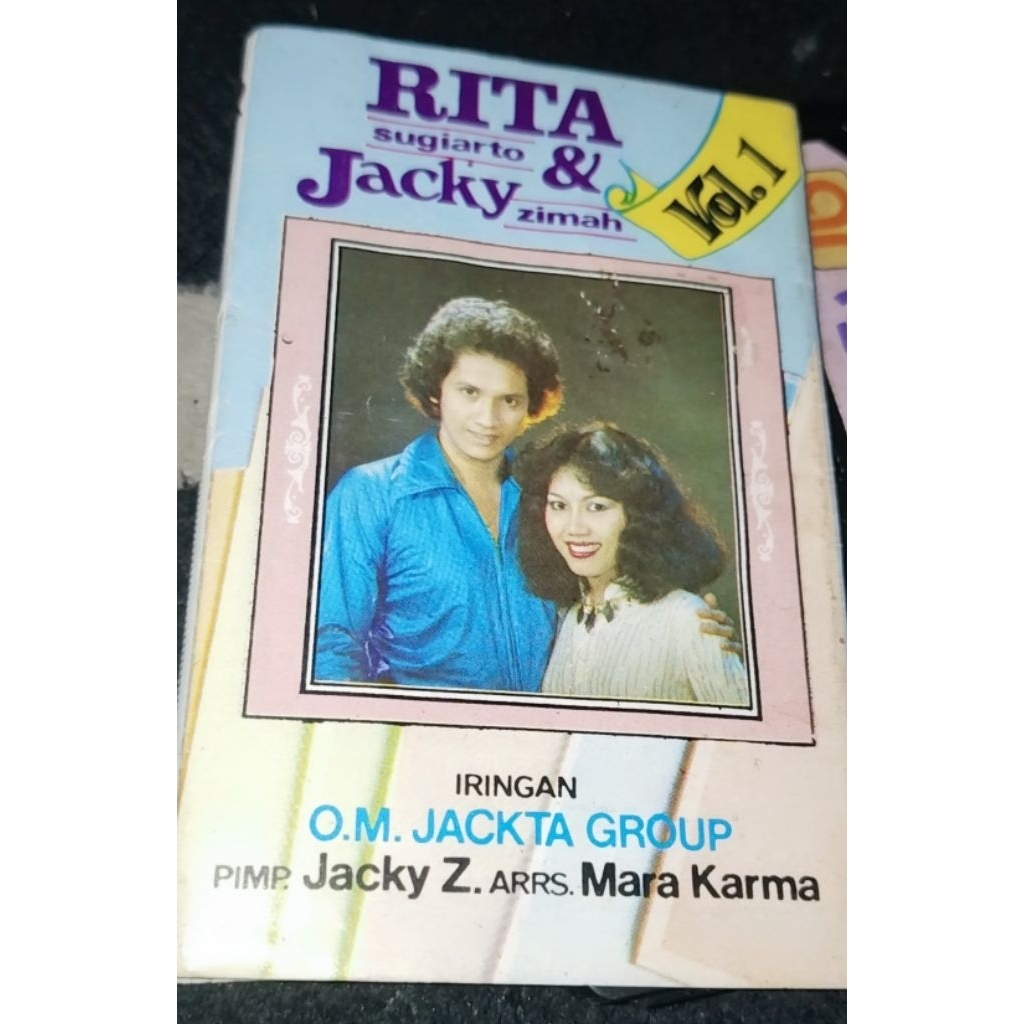 RITA
sugiarto
&
Jacky
zimah
Vol.1
IRINGAN
O.M. JACKTA GROUP
PIMP. Jacky Z. ARRS. Mara Karma